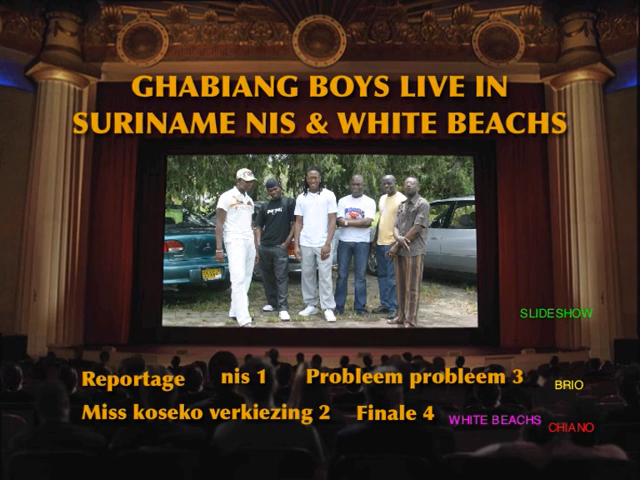 GHABIANG BOYS LIVE IN
SURINAME NIS & WHITE BEACHS
SLIDESHOW
Reportage nis 1 Probleem probleem 3 BRIO
Miss koseko verkiezing 2 Finale 4 WHITE BEACHS CHIANO